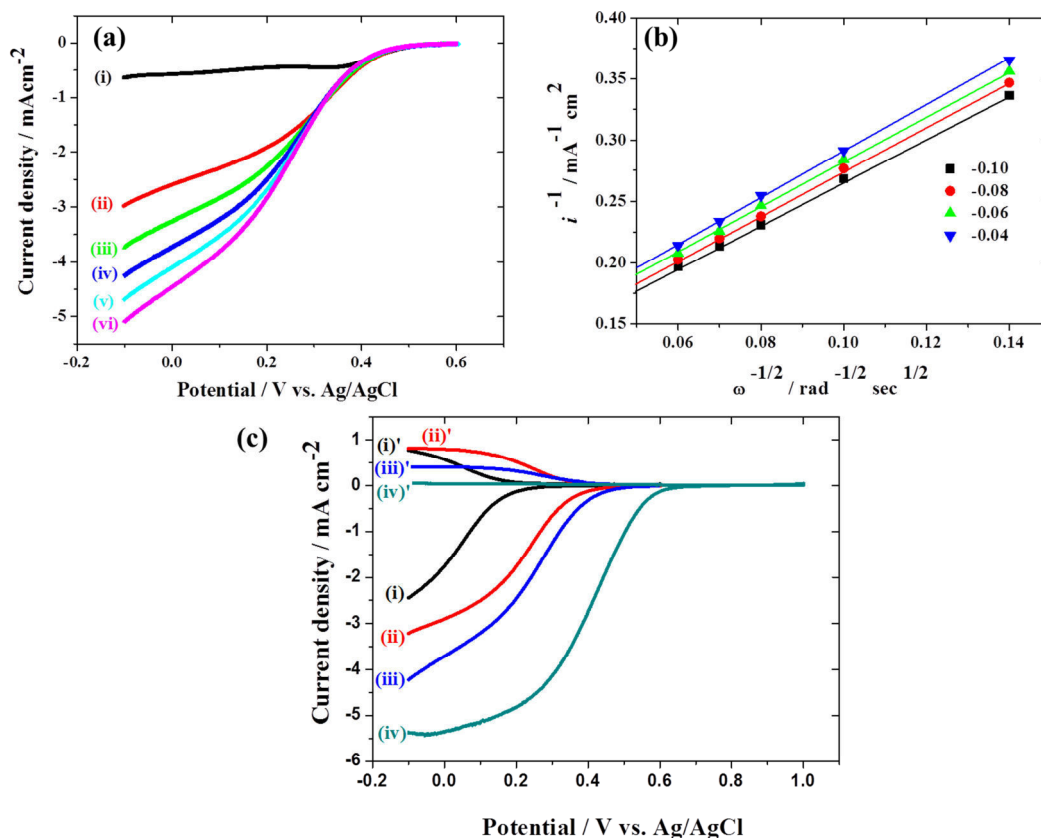 (a)
0
-1
-2
-3
-4
-5
(i)
(ii)
(iii)
(iv)
(v)
(vi)
-0.2
0.0
0.2
0.4
0.6
Current density / mAcm-2
Potential / V vs. Ag/AgCl
(b)
0.40
0.35
0.30
0.25
0.20
0.15
0.06
0.08
0.10
0.12
0.14
-0.10
-0.08
-0.06
-0.04
i -1 / mA-1 cm2
ω -1/2 / rad -1/2 sec 1/2
(c)
1
0
-1
-2
-3
-4
-5
-6
(i)'
(ii)'
(iii)'
(iv)'
(i)
(ii)
(iii)
(iv)
-0.2
0.0
0.2
0.4
0.6
0.8
1.0
Current density / mA cm-2
Potential / V vs. Ag/AgCl